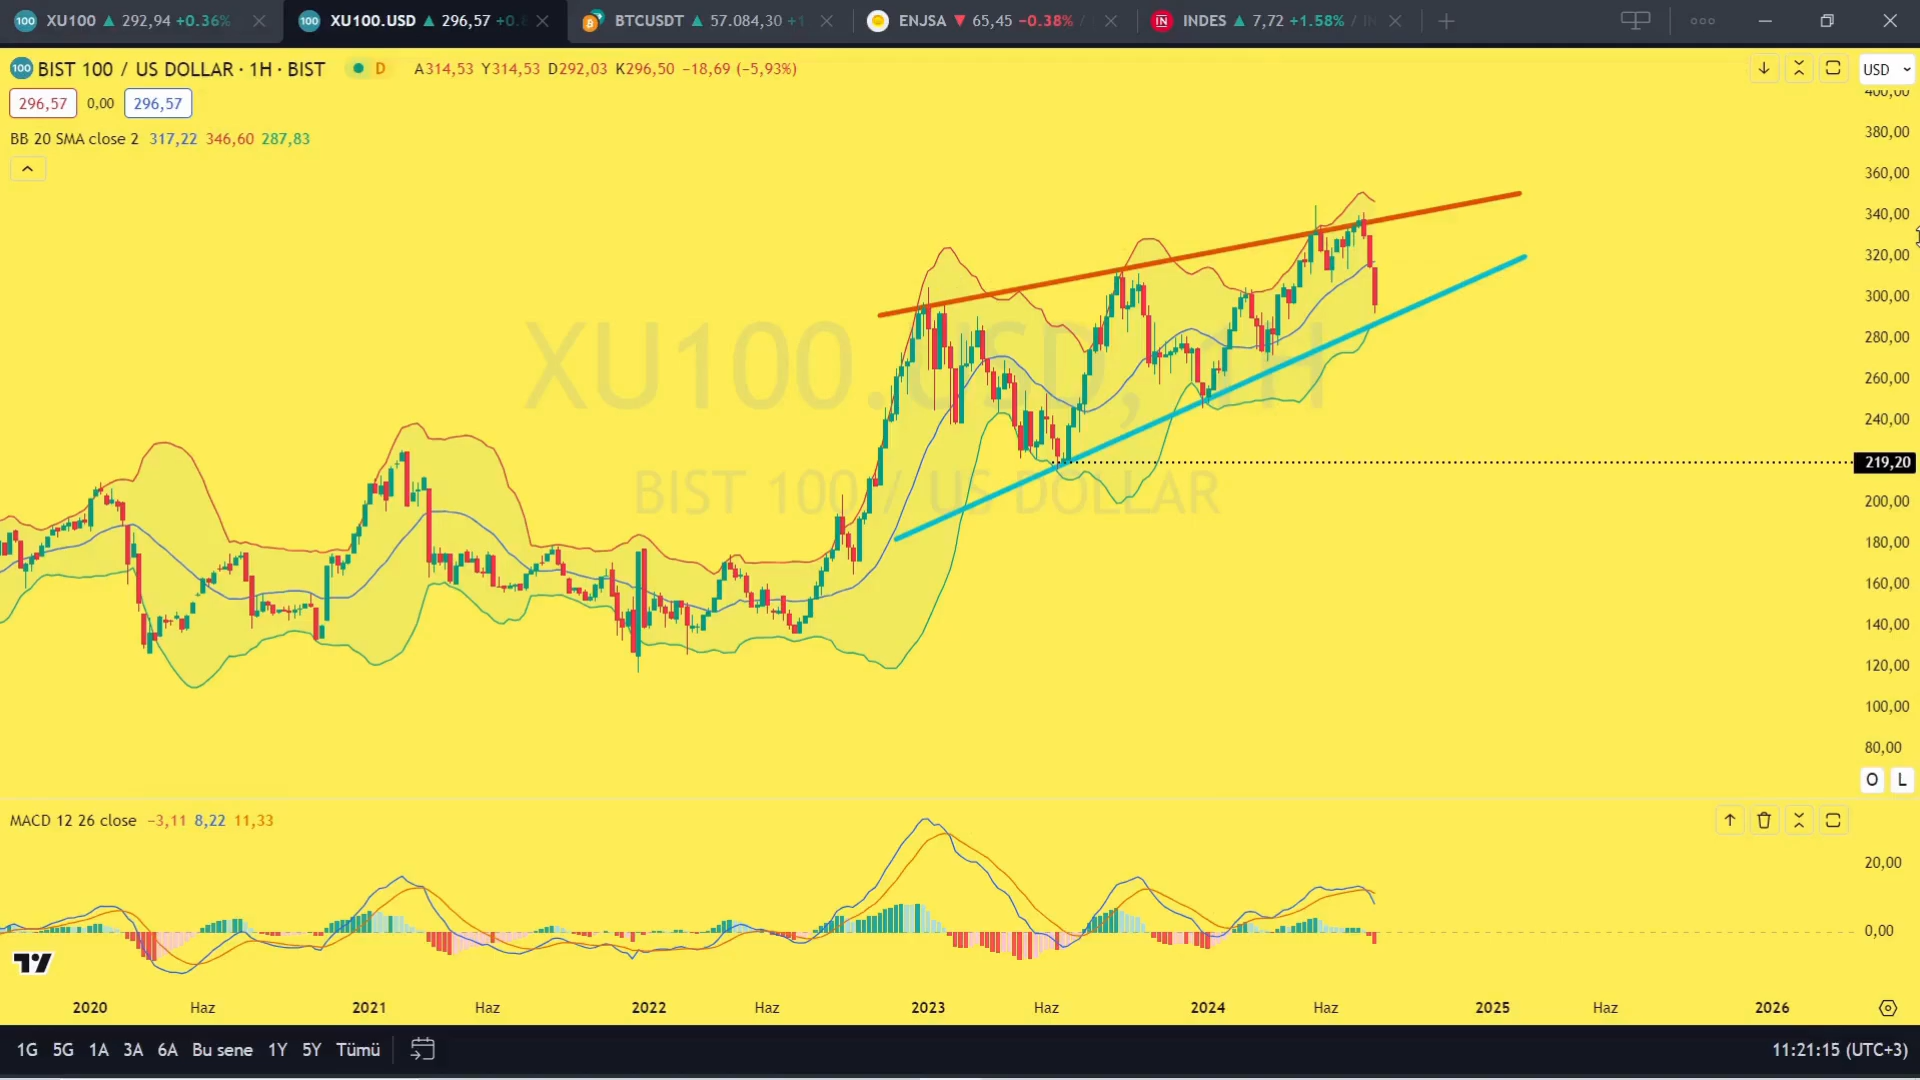 XU100 ▲ 292,94 +0.36%
XU100.USD ▲ 296,57 +0.8
BTCUSDT ▲ 57.084,30 +1
ENJSA ▼ 65,45 −0.38% /
INDES ▲ 7,72 +1.58% / İN
BIST 100 / US DOLLAR · 1H · BIST
D
A314,53 Y314,53 D292,03 K296,50 −18,69 (−5,93%)
USD
296,57 0,00 296,57
BB 20 SMA close 2 317,22 346,60 287,83
XU100.USD, 1H
BIST 100 / US DOLLAR
400,00
380,00
360,00
340,00
320,00
300,00
280,00
260,00
240,00
219,20
200,00
180,00
160,00
140,00
120,00
100,00
80,00
O L
MACD 12 26 close −3,11 8,22 11,33
20,00
0,00
2020 Haz 2021 Haz 2022 Haz 2023 Haz 2024 Haz 2025 Haz 2026
1G 5G 1A 3A 6A Bu sene 1Y 5Y Tümü
11:21:15 (UTC+3)